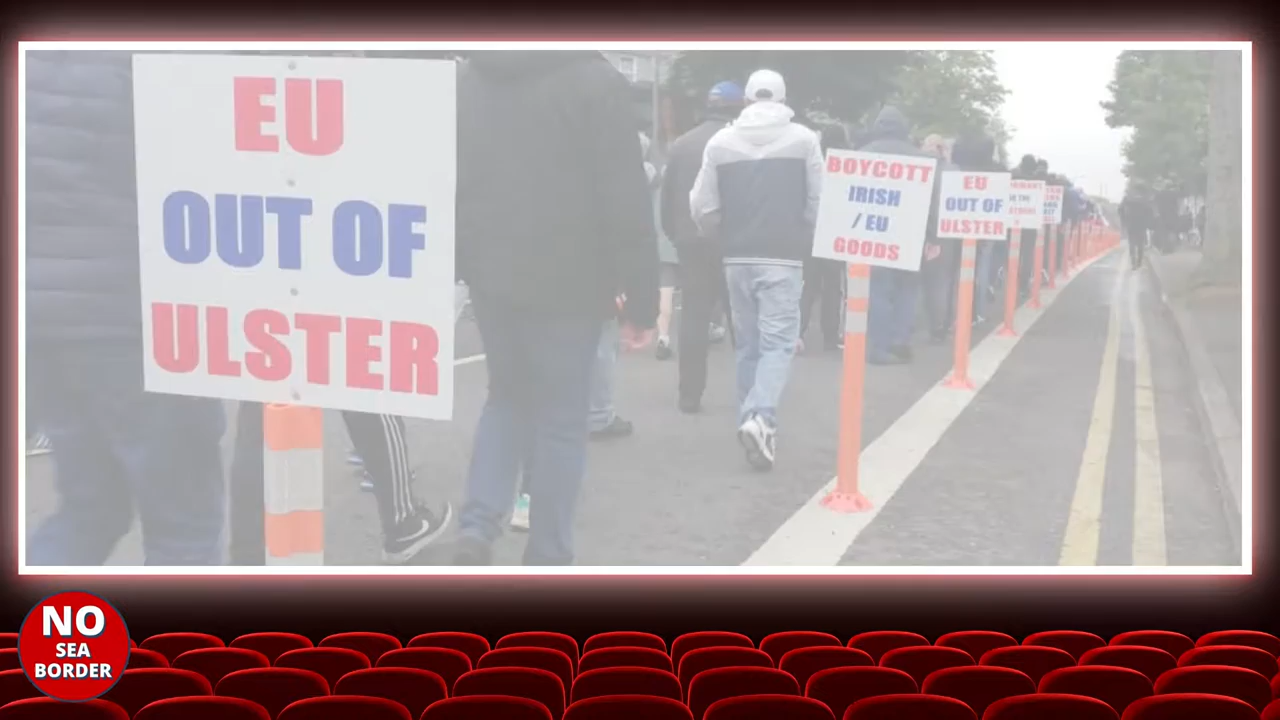 EU
OUT OF
ULSTER
BOYCOTT
IRISH
/ EU
GOODS
EU
OUT OF
ULSTER
NO
SEA
BORDER